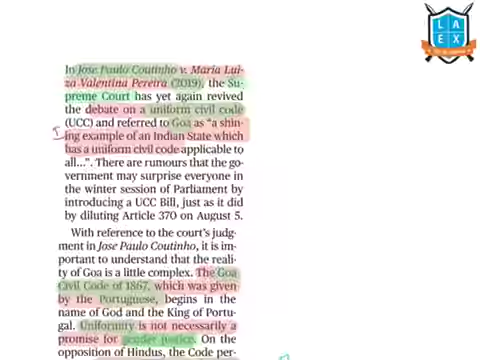 L A
E X
In Jose Paulo Coutinho v. Maria Lui-
za Valentina Pereira (2019), the Su-
preme Court has yet again revived
the debate on a uniform civil code
(UCC) and referred to Goa as “a shin-
ing example of an Indian State which
has a uniform civil code applicable to
all...”. There are rumours that the go-
vernment may surprise everyone in
the winter session of Parliament by
introducing a UCC Bill, just as it did
by diluting Article 370 on August 5.
With reference to the court’s judg-
ment in Jose Paulo Coutinho, it is im-
portant to understand that the reali-
ty of Goa is a little complex. The Goa
Civil Code of 1867, which was given
by the Portuguese, begins in the
name of God and the King of Portu-
gal. Uniformity is not necessarily a
promise for gender justice. On the
opposition of Hindus, the Code per-